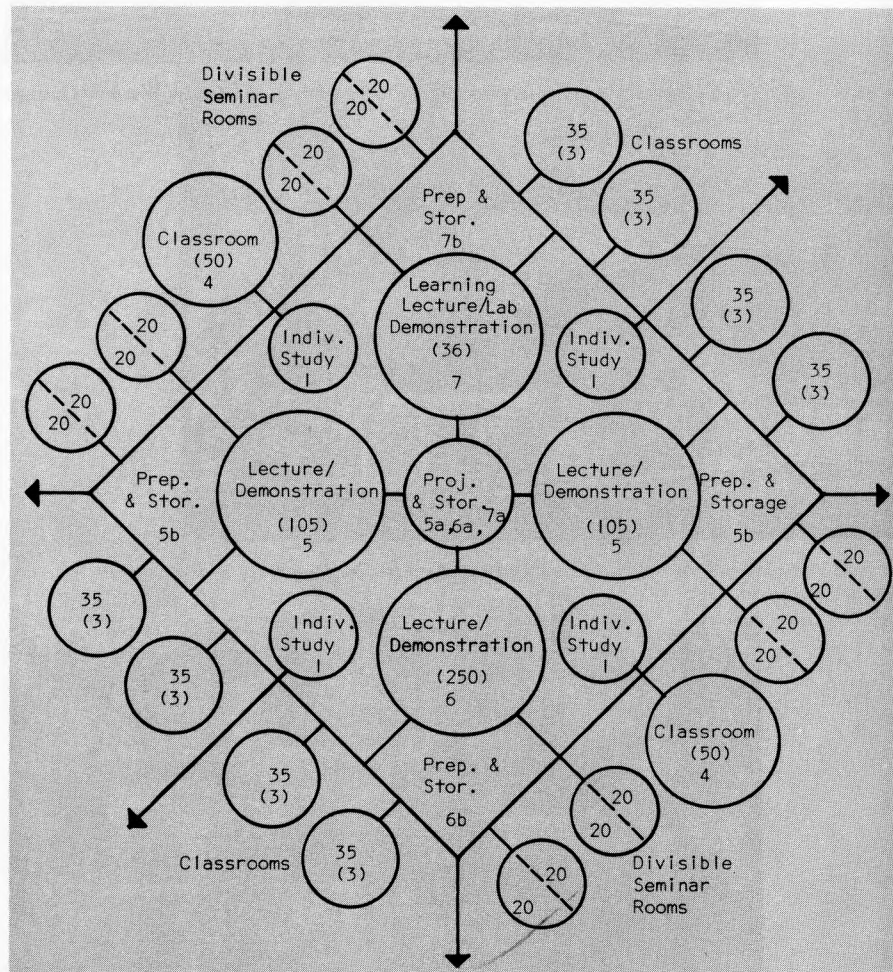 Divisible
Seminar
Rooms
20
20
20
20
35
(3)
Classrooms
35
(3)
Prep &
Stor.
7b
Classroom
(50)
4
Learning
Lecture/Lab
Demonstration
(36)
7
Indiv.
Study
1
Indiv.
Study
1
35
(3)
35
(3)
20
20
20
20
Prep.
& Stor.
5b
Lecture/
Demonstration
(105)
5
Proj.
& Stor.
5a, 6a, 7a
Lecture/
Demonstration
(105)
5
Prep. &
Storage
5b
35
(3)
35
(3)
Indiv.
Study
1
Lecture/
Demonstration
(250)
6
Indiv.
Study
1
20
20
20
20
35
(3)
35
(3)
Prep. &
Stor.
6b
Classroom
(50)
4
Classrooms
20
20
20
20
Divisible
Seminar
Rooms